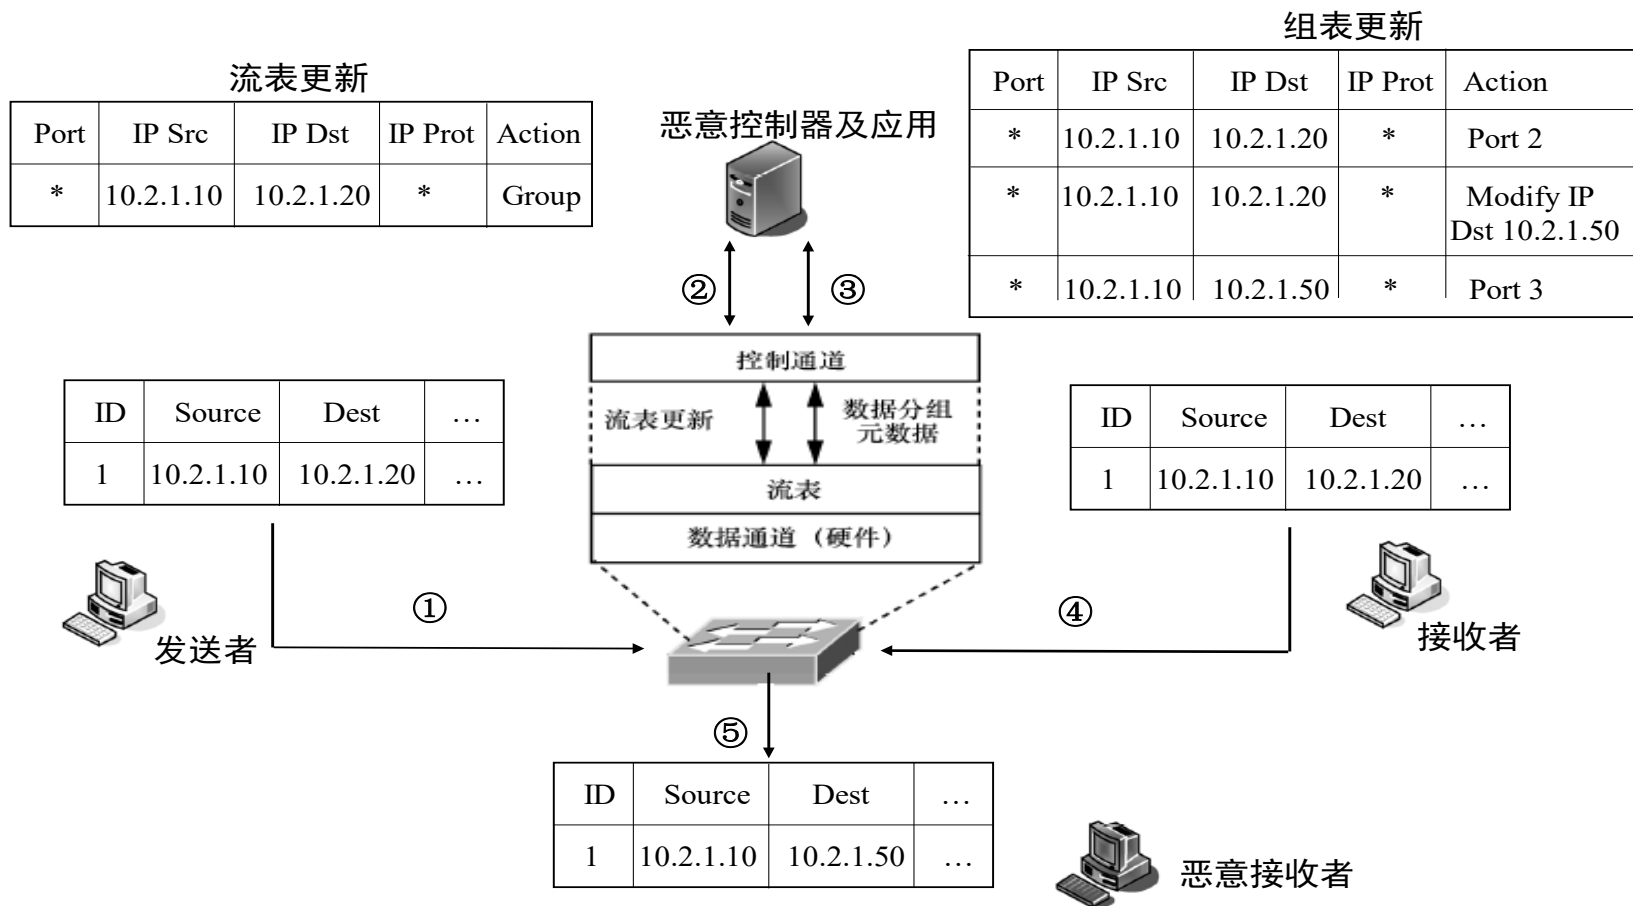 流表更新
Port IP Src IP Dst IP Prot Action
* 10.2.1.10 10.2.1.20 * Group
恶意控制器及应用
组表更新
Port IP Src IP Dst IP Prot Action
* 10.2.1.10 10.2.1.20 * Port 2
* 10.2.1.10 10.2.1.20 * Modify IP
Dst 10.2.1.50
* 10.2.1.10 10.2.1.50 * Port 3
② ③
控制通道
流表更新
数据分组
元数据
流表
数据通道（硬件）
ID Source Dest …
1 10.2.1.10 10.2.1.20 …
发送者
①
ID Source Dest …
1 10.2.1.10 10.2.1.20 …
接收者
④
⑤
ID Source Dest …
1 10.2.1.10 10.2.1.50 …
恶意接收者